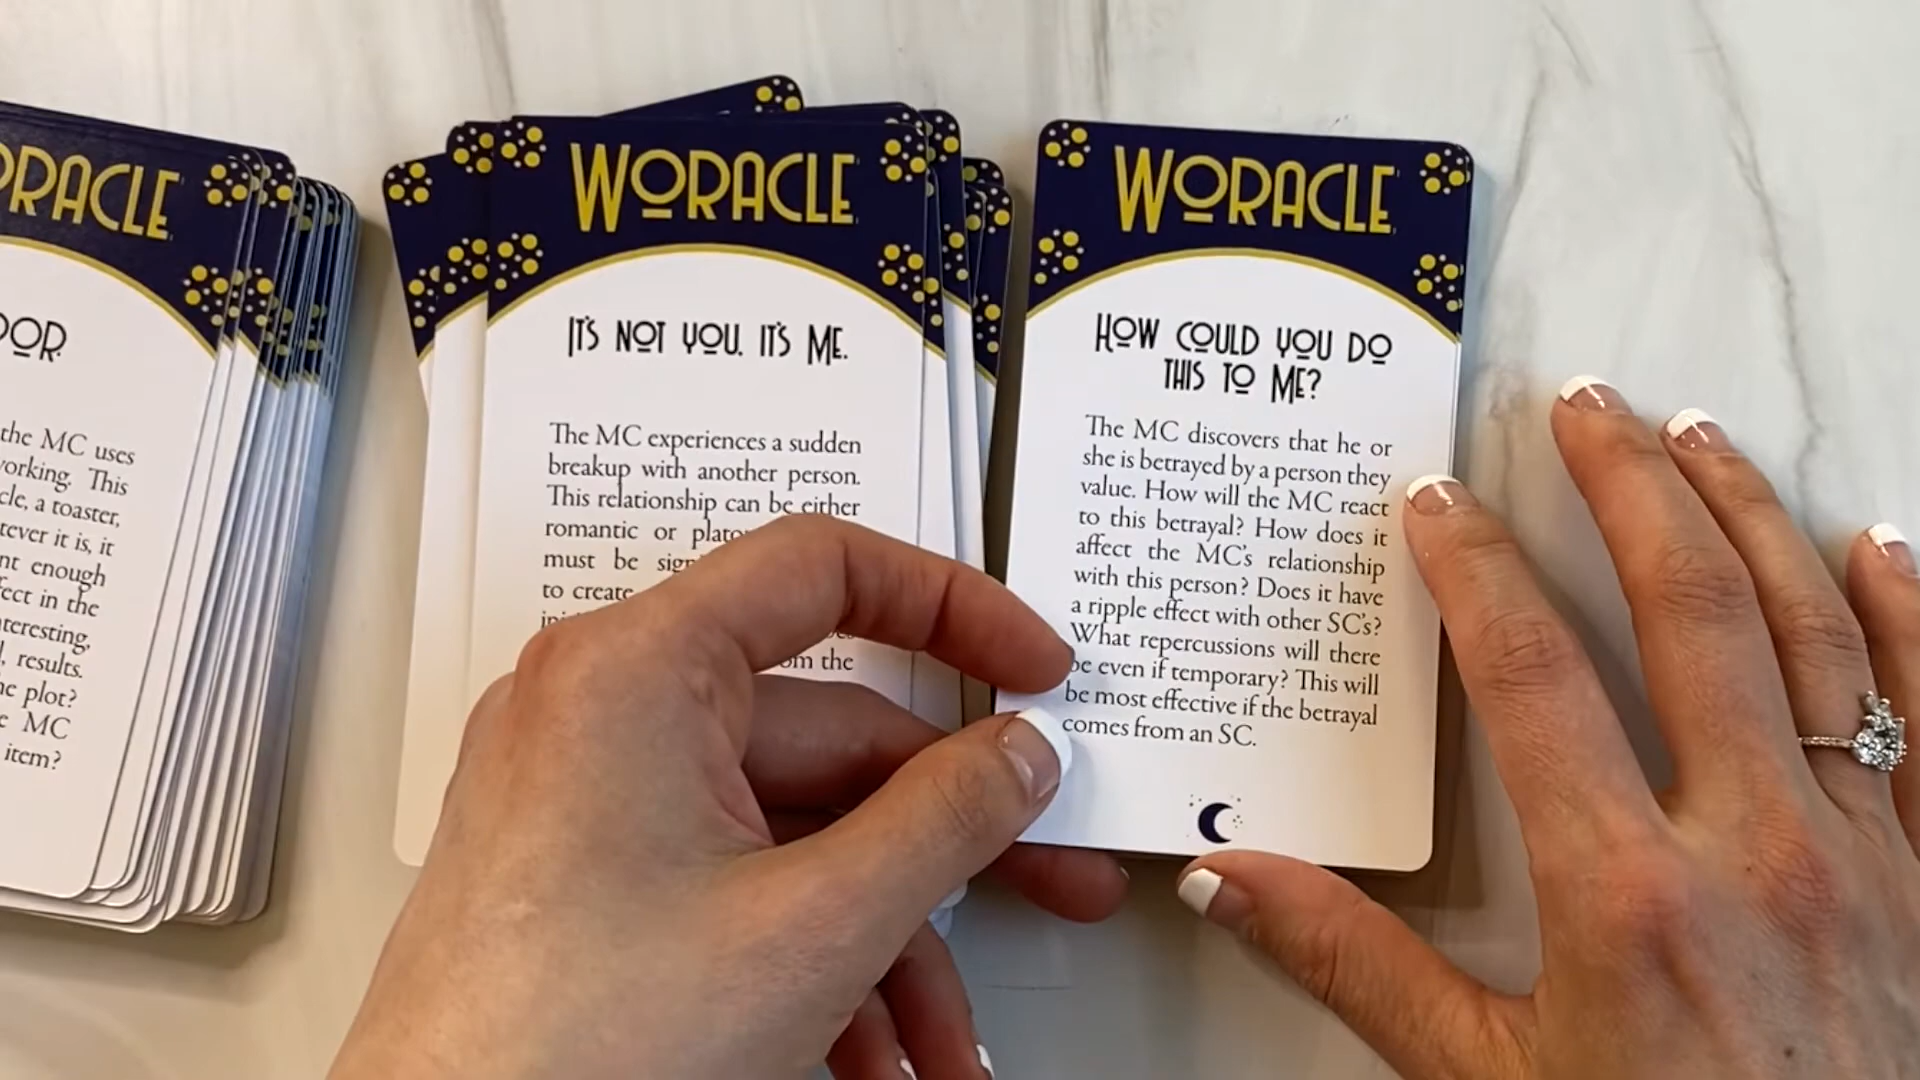 ORACLE
OOR
the MC uses
working. This
cle, a toaster,
tever it is, it
nt enough
fect in the
nteresting,
l, results.
he plot?
e MC
item?
WORACLE
IT'S NOT YOU. IT'S ME.
The MC experiences a sudden
breakup with another person.
This relationship can be either
romantic or plato
must be sig
to create
om the
WORACLE
HOW COULD YOU DO
THIS TO ME?
The MC discovers that he or
she is betrayed by a person they
value. How will the MC react
to this betrayal? How does it
affect the MC's relationship
with this person? Does it have
a ripple effect with other SC's?
What repercussions will there
be even if temporary? This will
be most effective if the betrayal
comes from an SC.